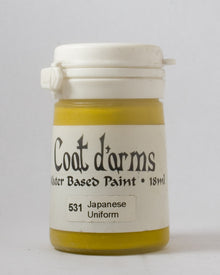 Coat d'arms
Water Based Paint • 18ml
531 Japanese
Uniform